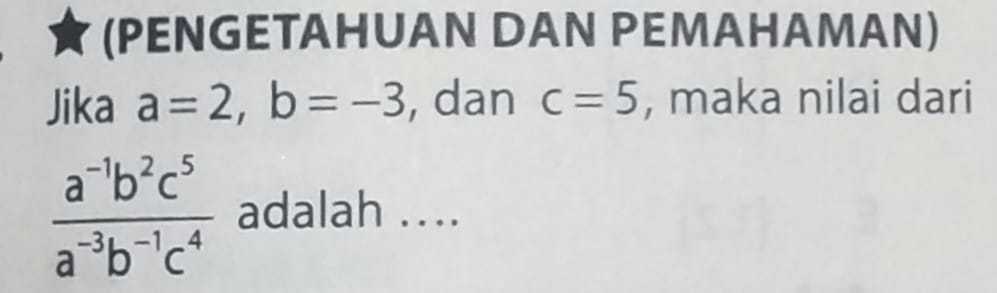 ★ (PENGETAHUAN DAN PEMAHAMAN)
Jika a = 2, b = −3, dan c = 5, maka nilai dari
a⁻¹b²c⁵
a⁻³b⁻¹c⁴ adalah ....